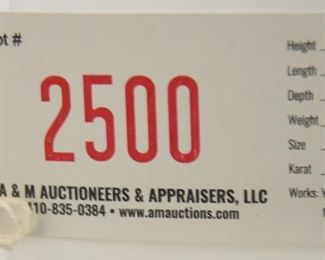 ot #
2500
A & M AUCTIONEERS & APPRAISERS, LLC
410-835-0384 • www.amauctions.com
Height
Length
Depth
Weight
Size
Karat
Works: